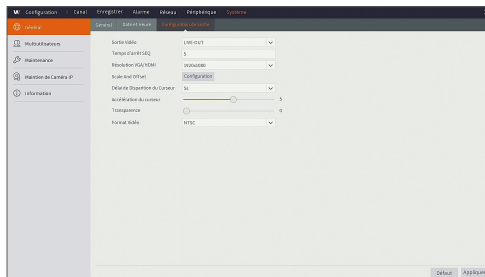 W Configuration Canal Enregistrer Alarme Réseau Périphérique Système
Général
Général Date et heure Configuration de sortie
Multiutilisateurs
Maintenance
Maintien de Caméra IP
Information
Sortie Vidéo LIVE-OUT
Temps d'arrêt SEQ 5
Résolution VGA/HDMI 1920x1080
Scale And Offset Configuration
Délai de Disparition du Curseur 5s
Accélération du curseur 5
Transparence 0
Format Vidéo NTSC
Défaut Appliquer